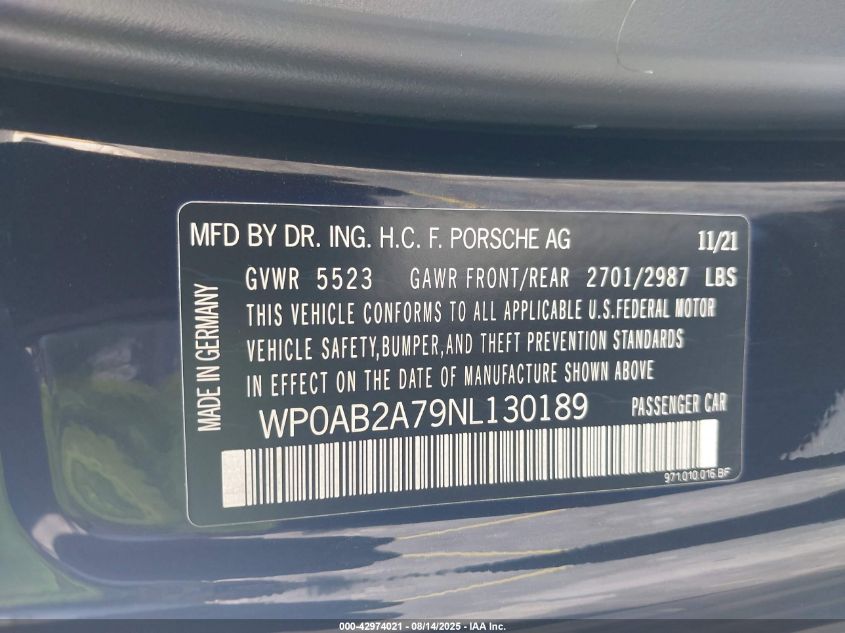 MFD BY DR. ING. H.C. F. PORSCHE AG 11/21
GVWR 5523 GAWR FRONT/REAR 2701/2987 LBS
THIS VEHICLE CONFORMS TO ALL APPLICABLE U.S.FEDERAL MOTOR
VEHICLE SAFETY,BUMPER,AND THEFT PREVENTION STANDARDS
IN EFFECT ON THE DATE OF MANUFACTURE SHOWN ABOVE
WP0AB2A79NL130189 PASSENGER CAR
971.010.016 BF
MADE IN GERMANY
000-42974021 - 08/14/2025 - IAA Inc.